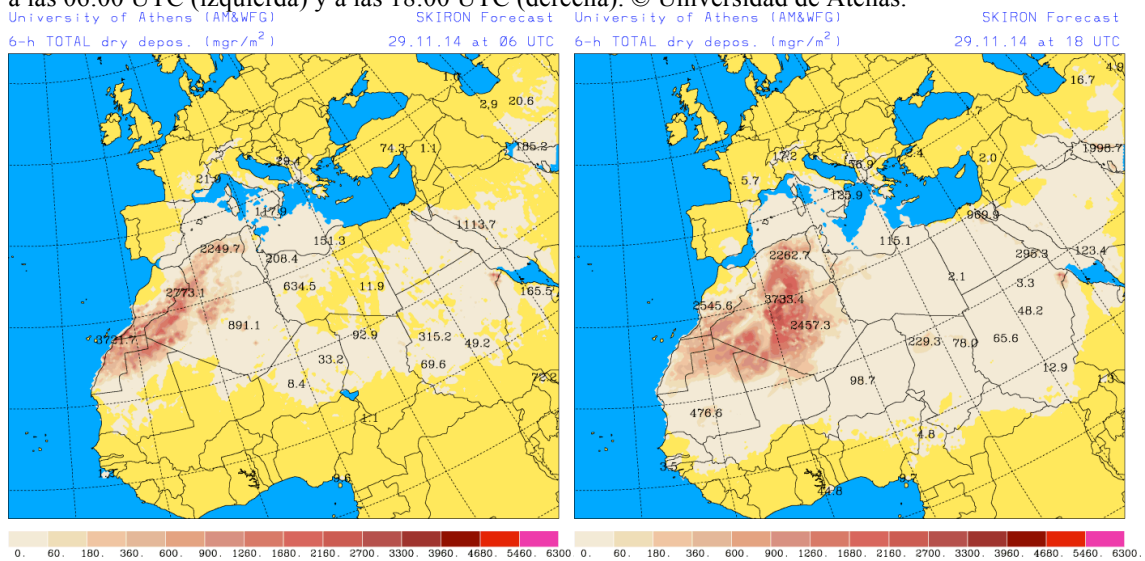 a las 06:00 UTC (izquierda) y a las 18:00 UTC (derecha). © Universidad de Atenas.
University of Athens (AM&WFG) SKIRON Forecast
6-h TOTAL dry depos. (mgr/m²) 29.11.14 at 06 UTC
1.0
2.9 20.6
74.3 1.1 185.2
29.4
21.9
117.9
1113.7
2249.7 151.3
208.4
2773.1 634.5 11.9 165.5
3721.7 891.1
92.9 315.2 49.2
33.2 69.6
8.4 72.2
1.1
0. 60. 180. 360. 600. 900. 1260. 1680. 2160. 2700. 3300. 3960. 4680. 5460. 6300.
University of Athens (AM&WFG) SKIRON Forecast
6-h TOTAL dry depos. (mgr/m²) 29.11.14 at 18 UTC
4.9
16.7
1.7
17.2 56.9 2.4 2.0 1996.7
5.7
125.9
969.9
115.1
2262.7 295.3 123.4
2.1 3.3
2545.6 3733.4
48.2
2457.3
229.3 78.0 65.6
98.7 12.9
1.3
476.6
4.8
3.5
44.8
0. 60. 180. 360. 600. 900. 1260. 1680. 2160. 2700. 3300. 3960. 4680. 5460. 6300.